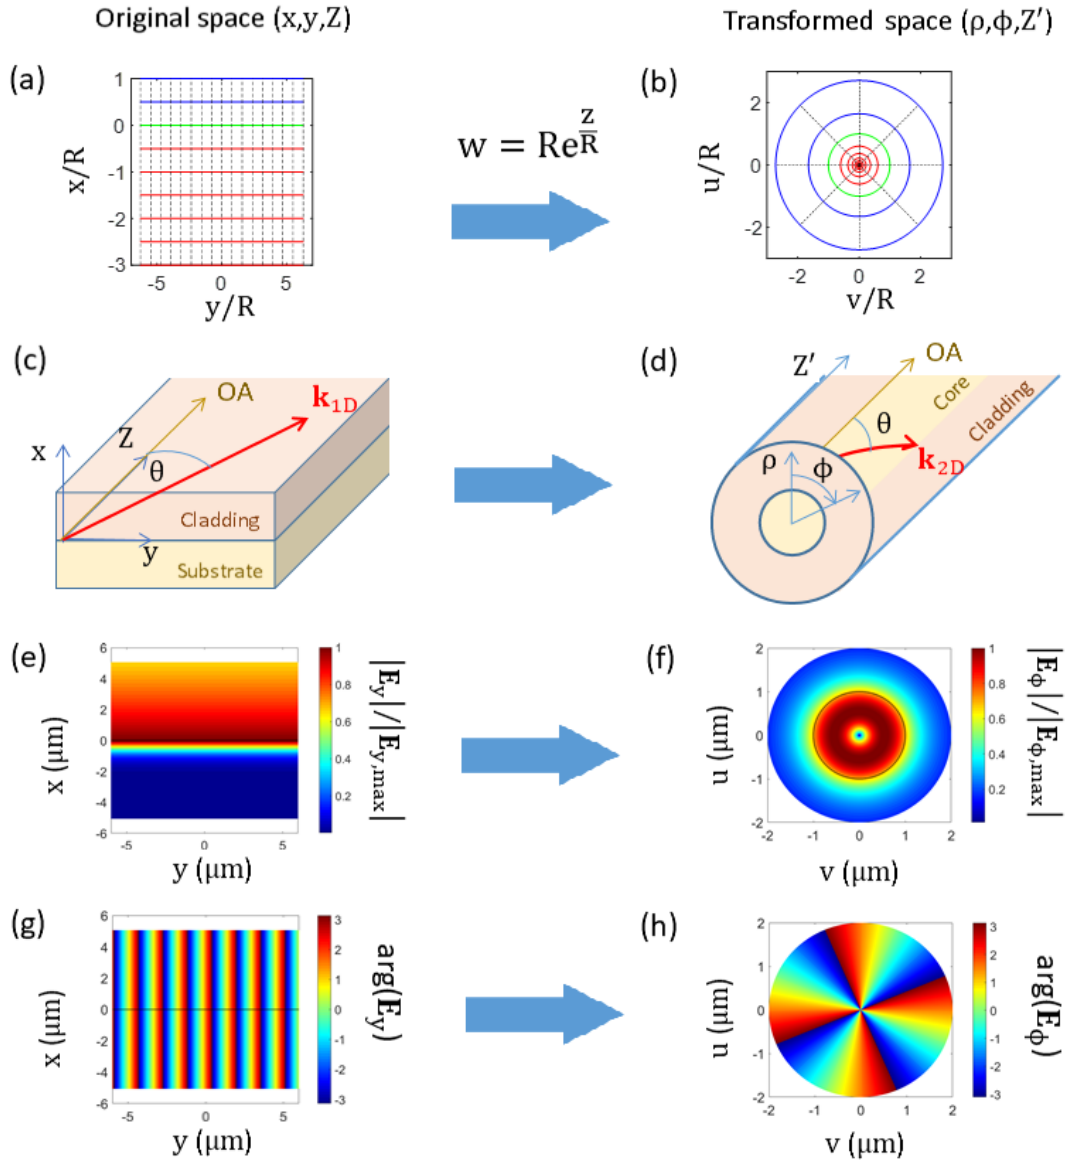 Original space (x,y,Z)
Transformed space (ρ,ϕ,Z′)
(a)
1
0
-1
-2
-3
x/R
-5
0
5
y/R
w = Re^{z/R}
(b)
2
0
-2
u/R
-2
0
2
v/R
(c)
OA
k1D
Z
x
θ
Cladding
y
Substrate
(d)
Z′
OA
Core
Cladding
θ
k2D
ρ
ϕ
(e)
6
4
2
0
-2
-4
-6
x (μm)
-5
0
5
y (μm)
1
0.8
0.6
0.4
0.2
|Ey|/|Ey,max|
(f)
2
1
0
-1
-2
u (μm)
-2
-1
0
1
2
v (μm)
1
0.8
0.6
0.4
0.2
|Eϕ|/|Eϕ,max|
(g)
6
4
2
0
-2
-4
-6
x (μm)
-5
0
5
y (μm)
3
2
1
0
-1
-2
-3
arg(Ey)
(h)
2
1
0
-1
-2
u (μm)
-2
-1
0
1
2
v (μm)
3
2
1
0
-1
-2
-3
arg(Eϕ)